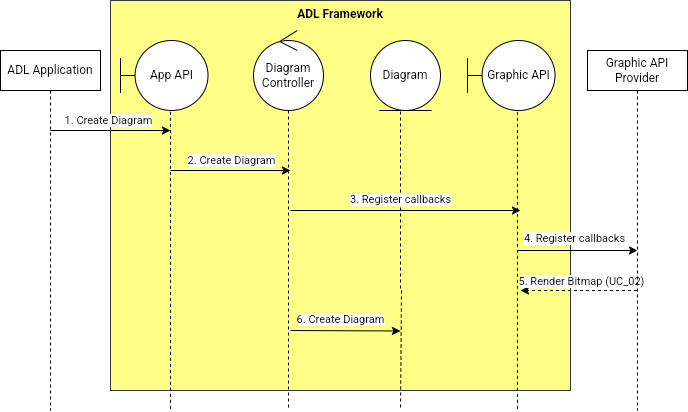 ADL Framework
ADL Application
App API
Diagram
Controller
Diagram
Graphic API
Graphic API
Provider
1. Create Diagram
2. Create Diagram
3. Register callbacks
4. Register callbacks
5. Render Bitmap (UC_02)
6. Create Diagram